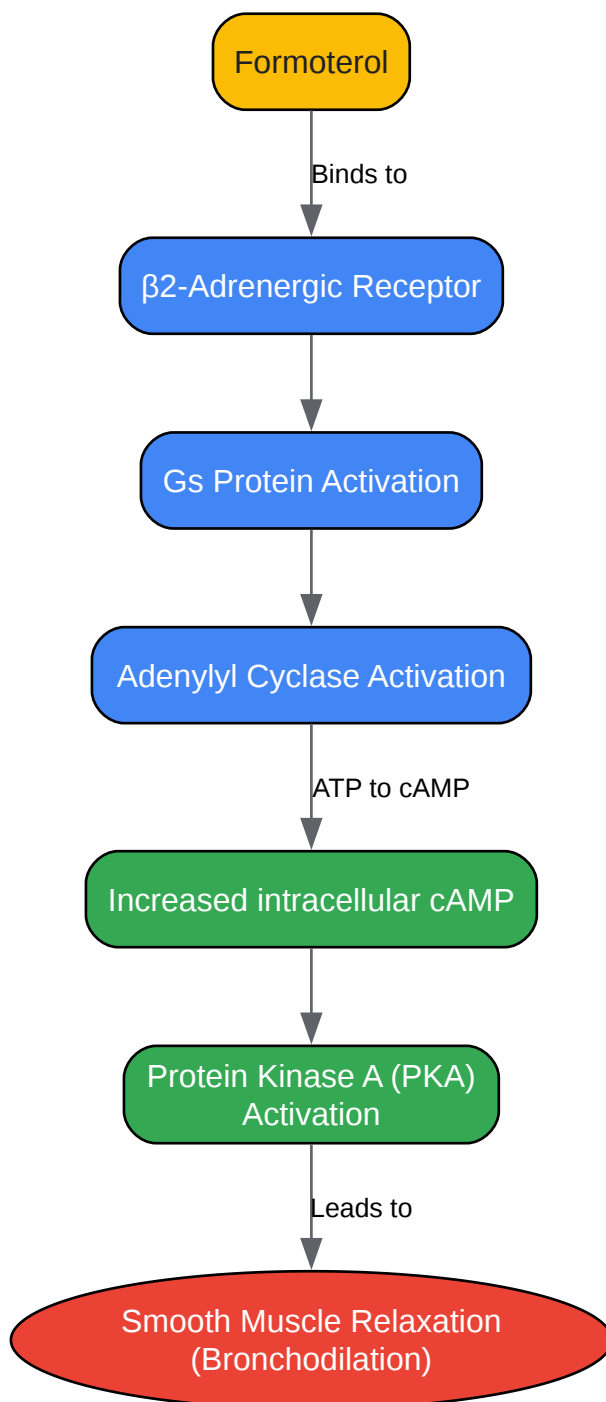 Formoterol
Binds to
β2-Adrenergic Receptor
Gs Protein Activation
Adenylyl Cyclase Activation
ATP to cAMP
Increased intracellular cAMP
Protein Kinase A (PKA)
Activation
Leads to
Smooth Muscle Relaxation
(Bronchodilation)